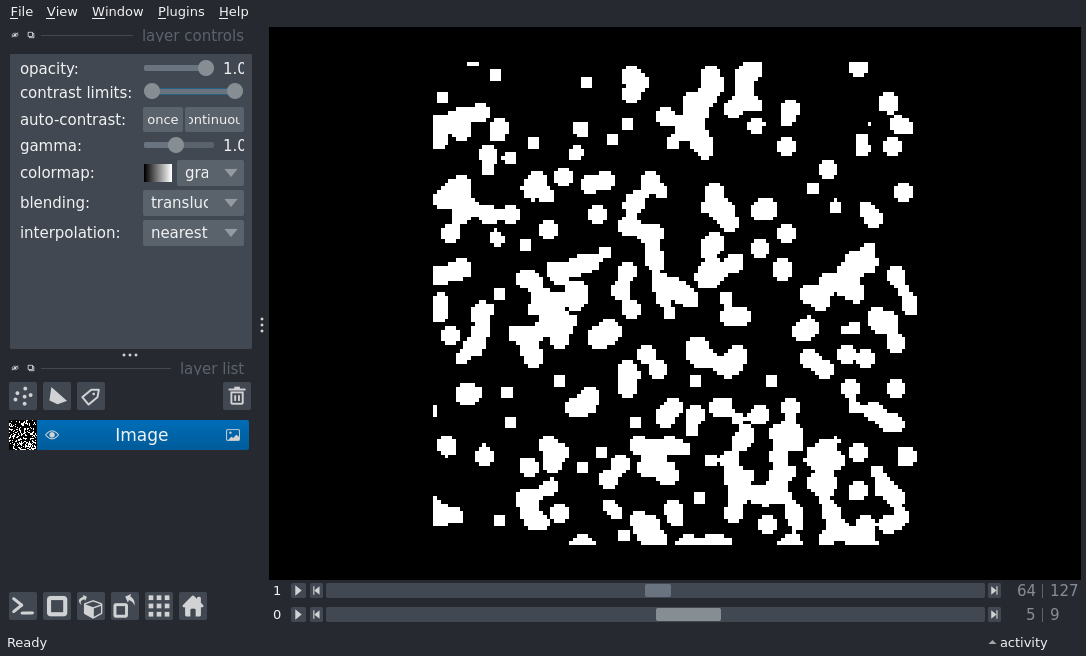 File View Window Plugins Help
layer controls
opacity: 1.0
contrast limits:
auto-contrast: once ontinuou
gamma: 1.0
colormap: gra
blending: transluc
interpolation: nearest
layer list
Image
1 64 127
0 5 9
Ready activity